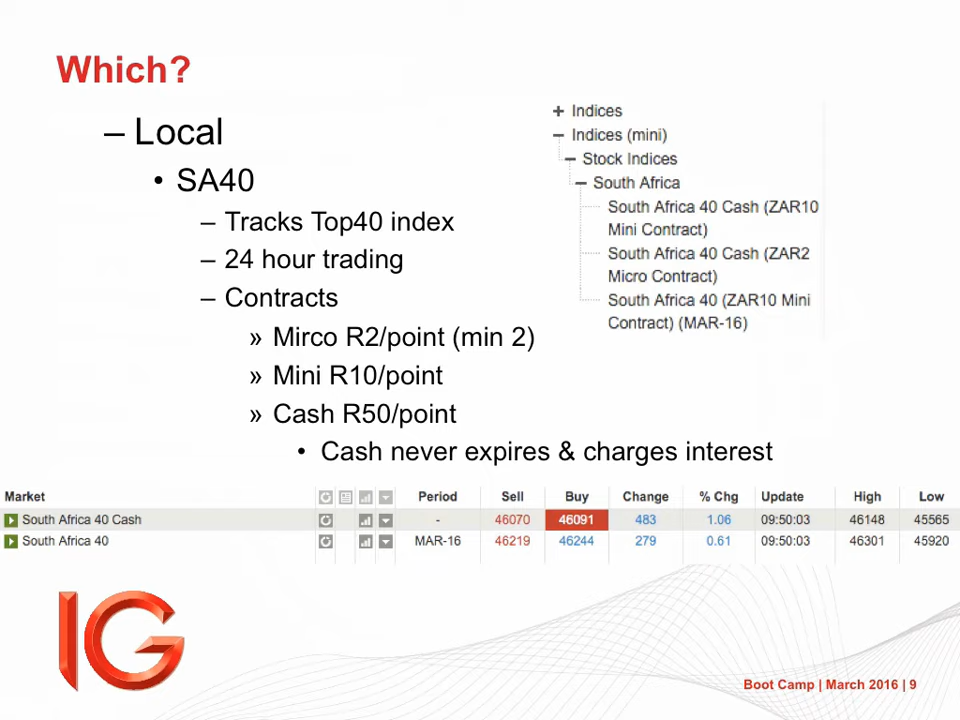 Which?
– Local
• SA40
– Tracks Top40 index
– 24 hour trading
– Contracts
» Mirco R2/point (min 2)
» Mini R10/point
» Cash R50/point
• Cash never expires & charges interest
Indices
Indices (mini)
Stock Indices
South Africa
South Africa 40 Cash (ZAR10
Mini Contract)
South Africa 40 Cash (ZAR2
Micro Contract)
South Africa 40 (ZAR10 Mini
Contract) (MAR-16)
Market Period Sell Buy Change % Chg Update High Low
South Africa 40 Cash - 46070 46091 483 1.06 09:50:03 46148 45565
South Africa 40 MAR-16 46219 46244 279 0.61 09:50:03 46301 45920
IG
Boot Camp | March 2016 | 9